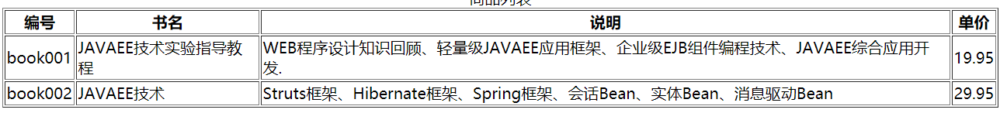 商品列表
编号 书名 说明 单价
book001 JAVAEE技术实验指导教程 WEB程序设计知识回顾、轻量级JAVAEE应用框架、企业级EJB组件编程技术、JAVAEE综合应用开发. 19.95
book002 JAVAEE技术 Struts框架、Hibernate框架、Spring框架、会话Bean、实体Bean、消息驱动Bean 29.95